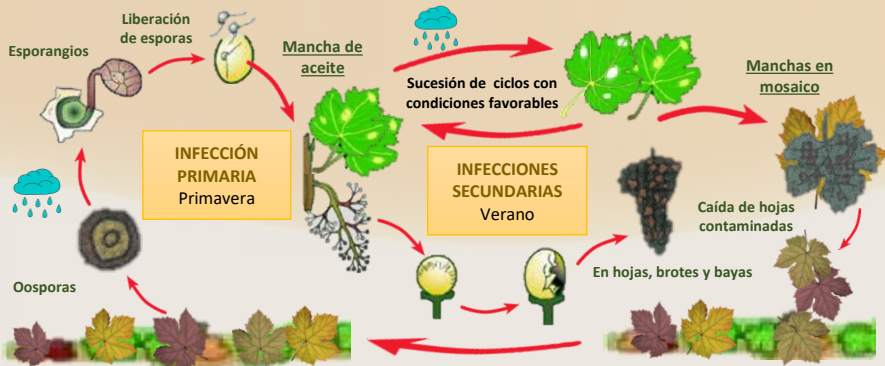 Liberación
de esporas
Esporangios
Mancha de
aceite
Sucesión de ciclos con
condiciones favorables
Manchas en
mosaico
INFECCIÓN
PRIMARIA
Primavera
INFECCIONES
SECUNDARIAS
Verano
Caída de hojas
contaminadas
En hojas, brotes y bayas
Oosporas